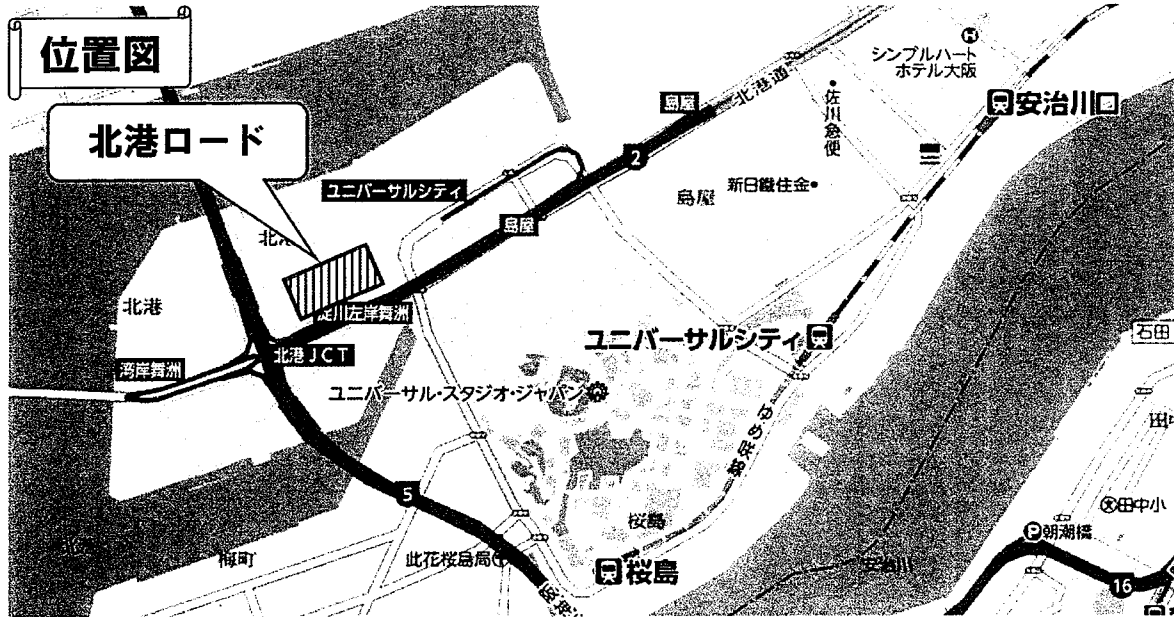 位置図
シンプルハート
ホテル大阪
安治川口
北港ロード
島屋
北港通
佐川急便
2
ユニバーサルシティ
島屋
新日鐵住金
島屋
北港
北港
淀川左岸舞洲
ユニバーサルシティ
石田
北港JCT
湾岸舞洲
ユニバーサル・スタジオ・ジャパン
ゆめ咲線
5
桜島
田中小
朝潮橋
梅町
此花桜島局
桜島
安治川
16